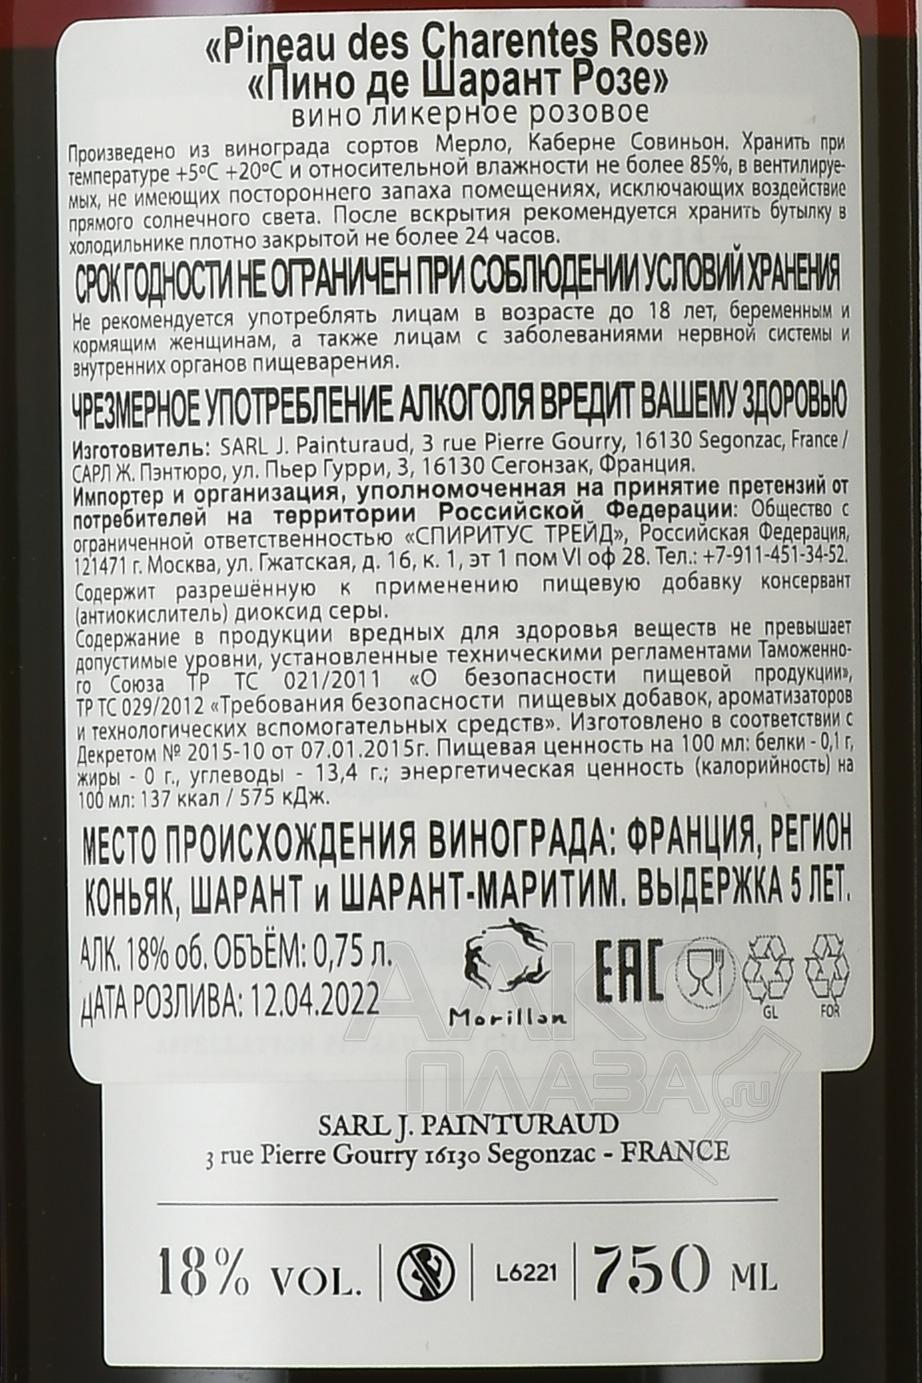 «Pineau des Charentes Rose»
«Пино де Шарант Розе»
вино ликерное розовое
Произведено из винограда сортов Мерло, Каберне Совиньон. Хранить при
температуре +5ºС +20ºС и относительной влажности не более 85%, в вентилируе-
мых, не имеющих постороннего запаха помещениях, исключающих воздействие
прямого солнечного света. После вскрытия рекомендуется хранить бутылку в
холодильнике плотно закрытой не более 24 часов.
СРОК ГОДНОСТИ НЕ ОГРАНИЧЕН ПРИ СОБЛЮДЕНИИ УСЛОВИЙ ХРАНЕНИЯ
Не рекомендуется употреблять лицам в возрасте до 18 лет, беременным и
кормящим женщинам, а также лицам с заболеваниями нервной системы и
внутренних органов пищеварения.
ЧРЕЗМЕРНОЕ УПОТРЕБЛЕНИЕ АЛКОГОЛЯ ВРЕДИТ ВАШЕМУ ЗДОРОВЬЮ
Изготовитель: SARL J. Painturaud, 3 rue Pierre Gourry, 16130 Segonzac, France /
САРЛ Ж. Пэнтюро, ул. Пьер Гурри, 3, 16130 Сегонзак, Франция.
Импортер и организация, уполномоченная на принятие претензий от
потребителей на территории Российской Федерации: Общество с
ограниченной ответственностью «СПИРИТУС ТРЕЙД», Российская Федерация,
121471 г. Москва, ул. Гжатская, д. 16, к. 1, эт 1 пом VI оф 28. Тел.: +7-911-451-34-52.
Содержит разрешённую к применению пищевую добавку консервант
(антиокислитель) диоксид серы.
Содержание в продукции вредных для здоровья веществ не превышает
допустимые уровни, установленные техническими регламентами Таможенно-
го Союза ТР ТС 021/2011 «О безопасности пищевой продукции»,
ТР ТС 029/2012 «Требования безопасности пищевых добавок, ароматизаторов
и технологических вспомогательных средств». Изготовлено в соответствии с
Декретом № 2015-10 от 07.01.2015г. Пищевая ценность на 100 мл: белки - 0,1 г,
жиры - 0 г., углеводы - 13,4 г.; энергетическая ценность (калорийность) на
100 мл: 137 ккал / 575 кДж.
МЕСТО ПРОИСХОЖДЕНИЯ ВИНОГРАДА: ФРАНЦИЯ, РЕГИОН
КОНЬЯК, ШАРАНТ и ШАРАНТ-МАРИТИМ. ВЫДЕРЖКА 5 ЛЕТ.
АЛК. 18% об. ОБЪЁМ: 0,75 л.
ДАТА РОЗЛИВА: 12.04.2022
Morillon
EAC
GL
FOR
АЛКО
ПЛАЗА.ru
SARL J. PAINTURAUD
3 rue Pierre Gourry 16130 Segonzac - FRANCE
18% VOL. L6221 750 ML